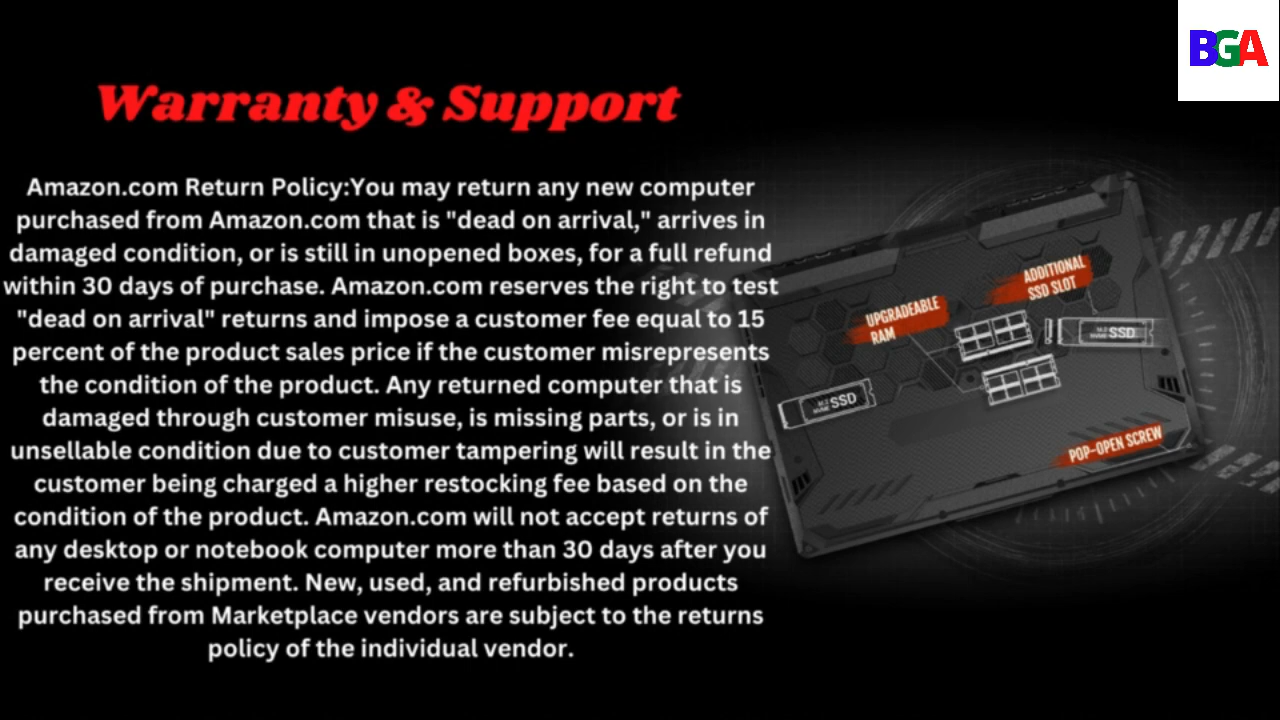 BGA
Warranty & Support
Amazon.com Return Policy:You may return any new computer
purchased from Amazon.com that is "dead on arrival," arrives in
damaged condition, or is still in unopened boxes, for a full refund
within 30 days of purchase. Amazon.com reserves the right to test
"dead on arrival" returns and impose a customer fee equal to 15
percent of the product sales price if the customer misrepresents
the condition of the product. Any returned computer that is
damaged through customer misuse, is missing parts, or is in
unsellable condition due to customer tampering will result in the
customer being charged a higher restocking fee based on the
condition of the product. Amazon.com will not accept returns of
any desktop or notebook computer more than 30 days after you
receive the shipment. New, used, and refurbished products
purchased from Marketplace vendors are subject to the returns
policy of the individual vendor.
ADDITIONAL
SSD SLOT
UPGRADEABLE
RAM
M.2
NVME SSD
M.2
NVME SSD
POP-OPEN SCREW